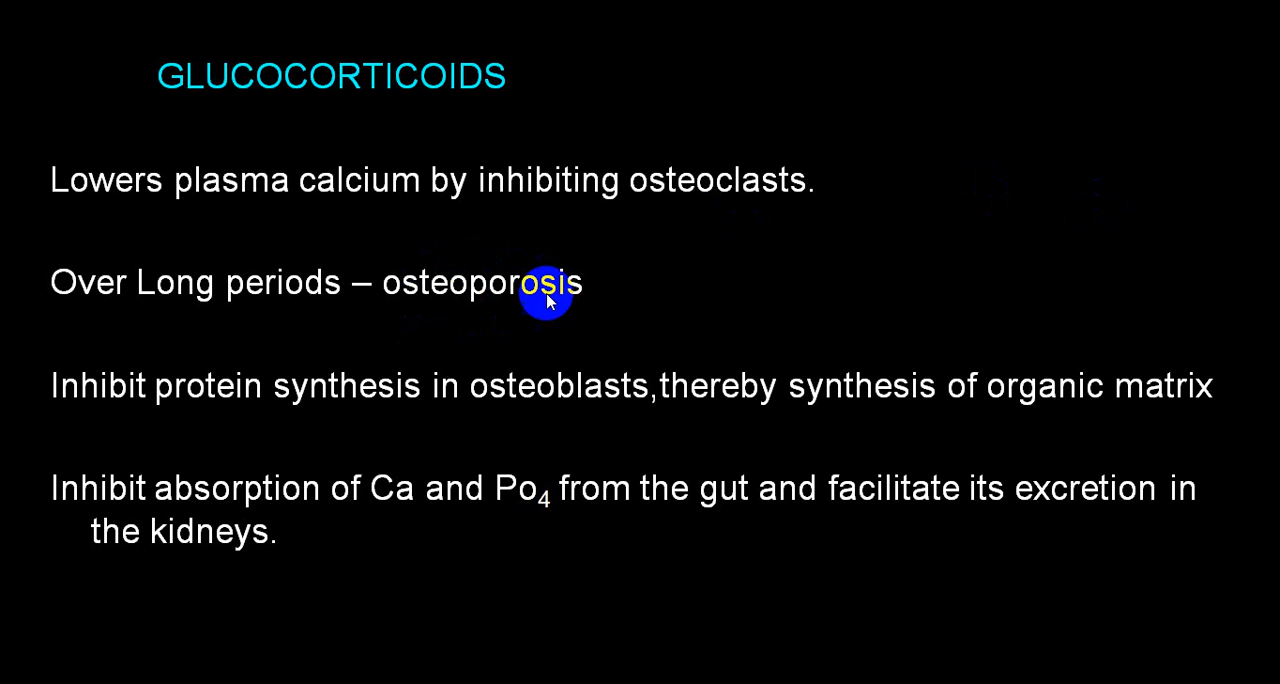 GLUCOCORTICOIDS
Lowers plasma calcium by inhibiting osteoclasts.
Over Long periods – osteoporosis
Inhibit protein synthesis in osteoblasts,thereby synthesis of organic matrix
Inhibit absorption of Ca and Po4 from the gut and facilitate its excretion in
the kidneys.